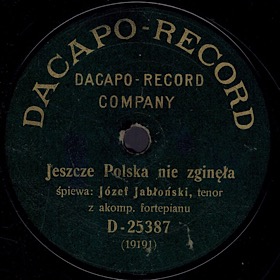 DACAPO-RECORD
DACAPO-RECORD
COMPANY
Jeszcze Polska nie zginęła
śpiewa: Józef Jabłoński, tenor
z akomp. fortepianu
D-25387
(19191)